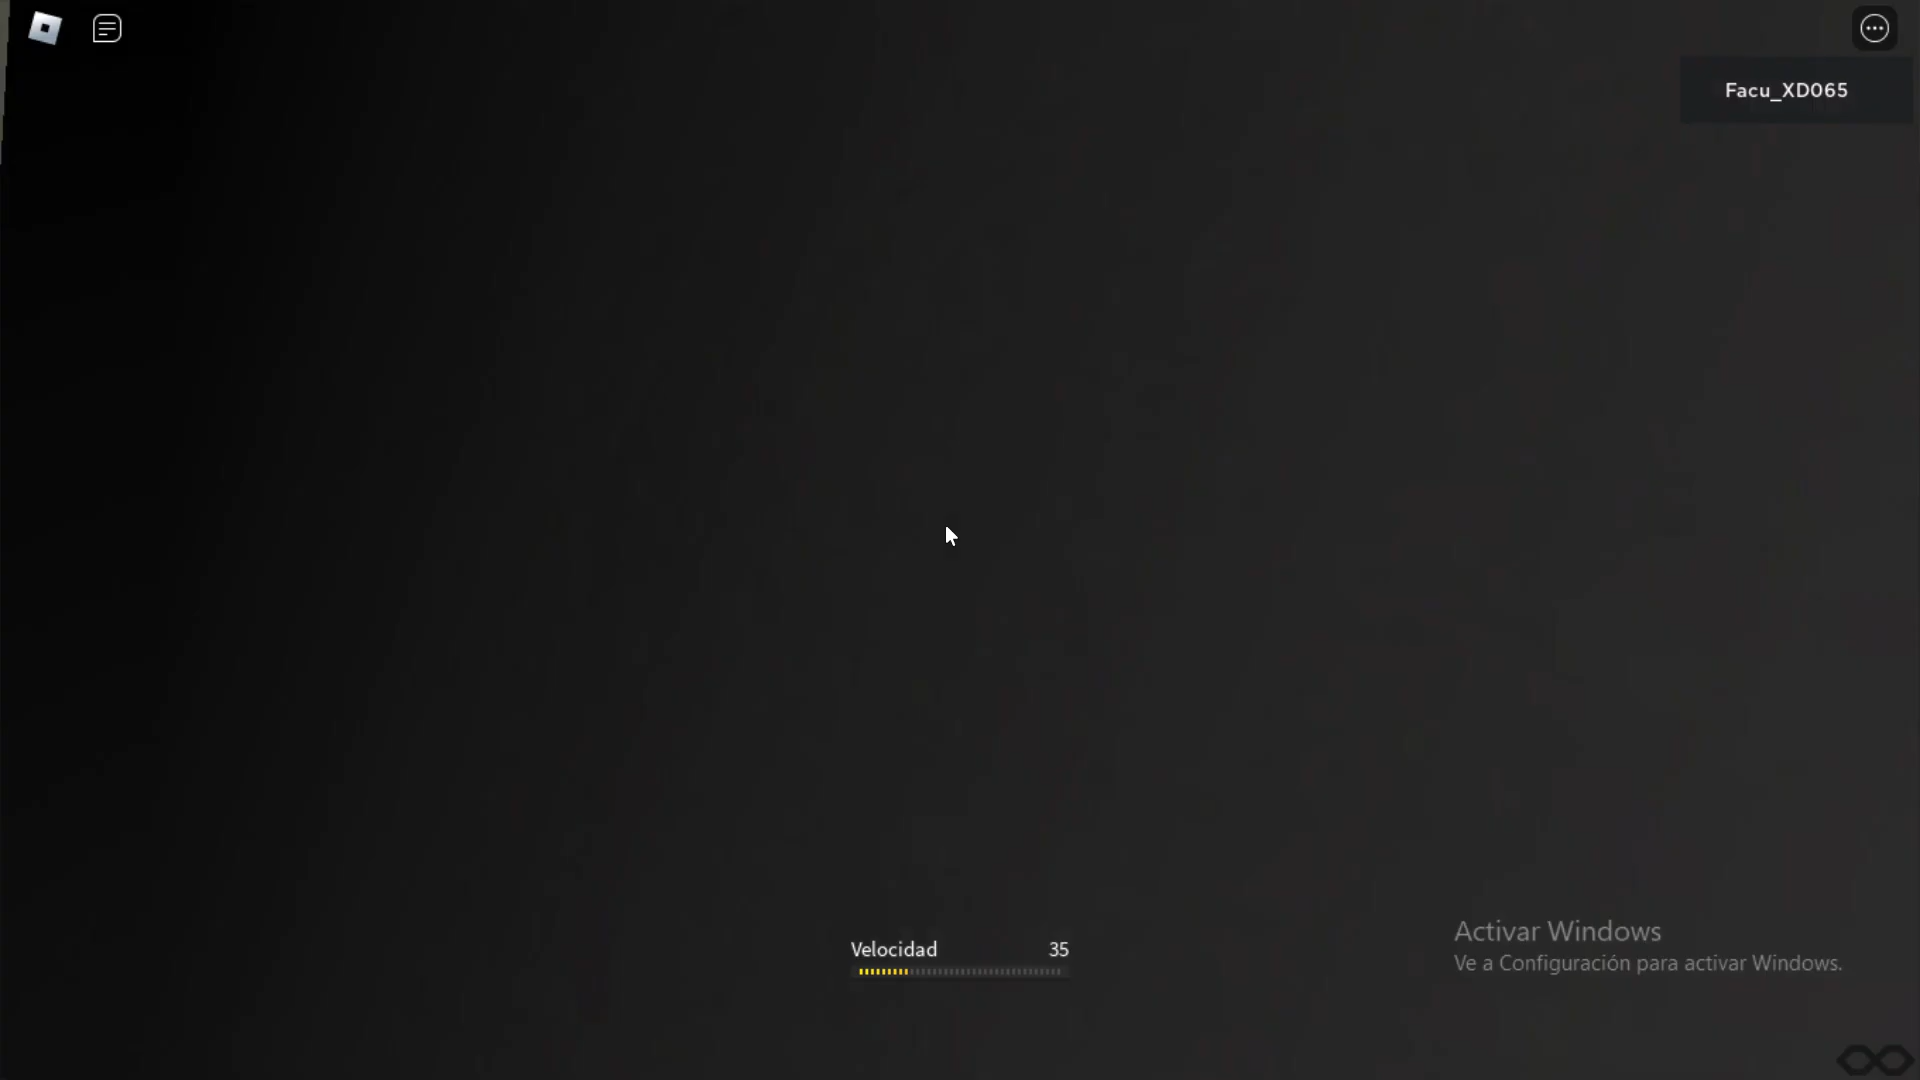 Facu_XD065
Velocidad 35
Activar Windows
Ve a Configuración para activar Windows.